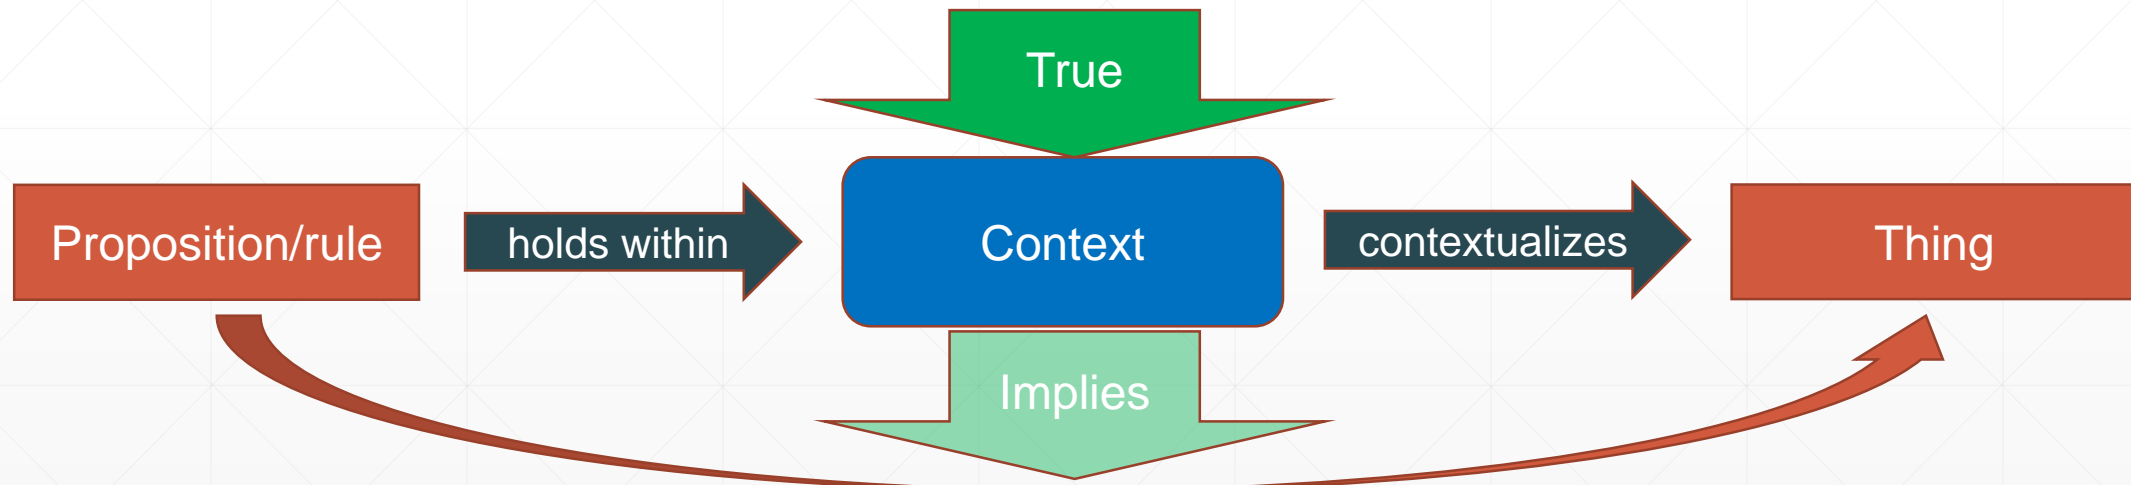 True
Proposition/rule
holds within
Context
contextualizes
Thing
Implies